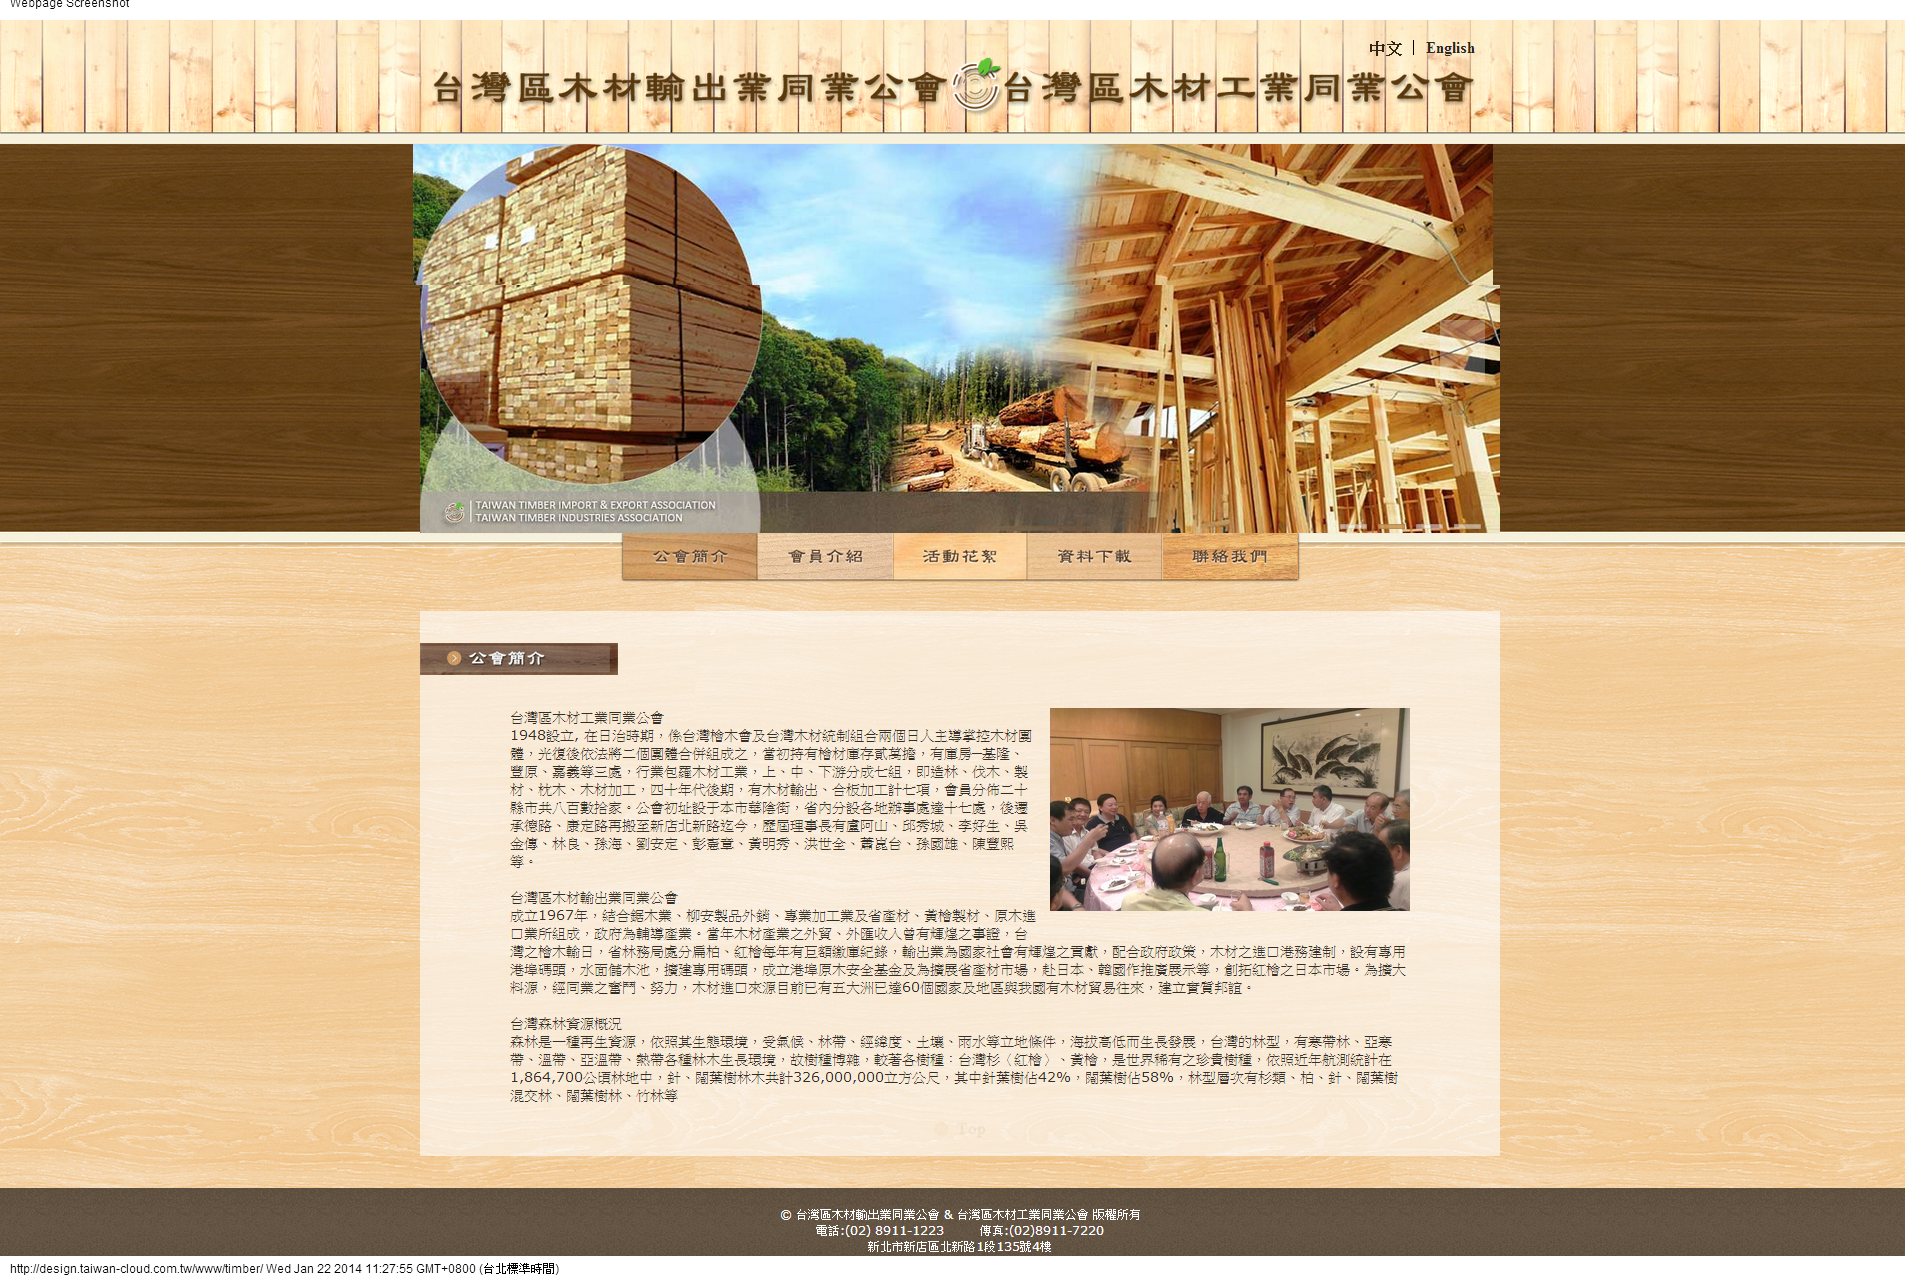 Webpage Screenshot
中文 | English
台灣區木材輸出業同業公會 台灣區木材工業同業公會
TAIWAN TIMBER IMPORT & EXPORT ASSOCIATION
TAIWAN TIMBER INDUSTRIES ASSOCIATION
公會簡介 會員介紹 活動花絮 資料下載 聯絡我們
公會簡介
台灣區木材工業同業公會
1948設立, 在日治時期，係台灣檜木會及台灣木材統制組合兩個日人主導掌控木材團
體，光復後依法將二個團體合併組成之，當初持有檜材庫存貳萬擔，有庫房─基隆、
豐原、嘉義等三處，行業包羅木材工業，上、中、下游分成七組，即造林、伐木、製
材、枕木、木材加工，四十年代後期，有木材輸出、合板加工計七項，會員分佈二十
縣市共八百數拾家。公會初址設于本市華陰街，省內分設各地辦事處達十七處，後遷
承德路、康定路再搬至新店北新路迄今，歷屆理事長有盧阿山、邱秀城、李好生、吳
金傳、林良、孫海、劉安定、彭憲章、黃明秀、洪世全、蕭崑台、孫國雄、陳豐熙
等。
台灣區木材輸出業同業公會
成立1967年，結合鋸木業、柳安製品外銷、專業加工業及省產材、黃檜製材、原木進
口業所組成，政府為輔導產業。當年木材產業之外貿、外匯收入曾有輝煌之事證，台
灣之檜木輸日，省林務局處分扁柏、紅檜每年有巨額繳庫紀錄，輸出業為國家社會有輝煌之貢獻，配合政府政策，木材之進口港務建制，設有專用
港埠碼頭，水面儲木池，擴建專用碼頭，成立港埠原木安全基金及為擴展省產材市場，赴日本、韓國作推廣展示等，創拓紅檜之日本市場。為擴大
料源，經同業之奮鬥、努力，木材進口來源目前已有五大洲已達60個國家及地區與我國有木材貿易往來，建立實質邦誼。
台灣森林資源概況
森林是一種再生資源，依照其生態環境，受氣候、林帶、經緯度、土壤、雨水等立地條件，海拔高低而生長發展，台灣的林型，有寒帶林、亞寒
帶、溫帶、亞溫帶、熱帶各種林木生長環境，故樹種博雜，較著各樹種：台灣杉〈紅檜〉、黃檜，是世界稀有之珍貴樹種，依照近年航測統計在
1,864,700公頃林地中，針、闊葉樹林木共計326,000,000立方公尺，其中針葉樹佔42%，闊葉樹佔58%，林型層次有杉類、柏、針、闊葉樹
混交林、闊葉樹林、竹林等
Top
© 台灣區木材輸出業同業公會 & 台灣區木材工業同業公會 版權所有
電話:(02) 8911-1223 傳真:(02)8911-7220
新北市新店區北新路1段135號4樓
http://design.taiwan-cloud.com.tw/www/timber/ Wed Jan 22 2014 11:27:55 GMT+0800 (台北標準時間)